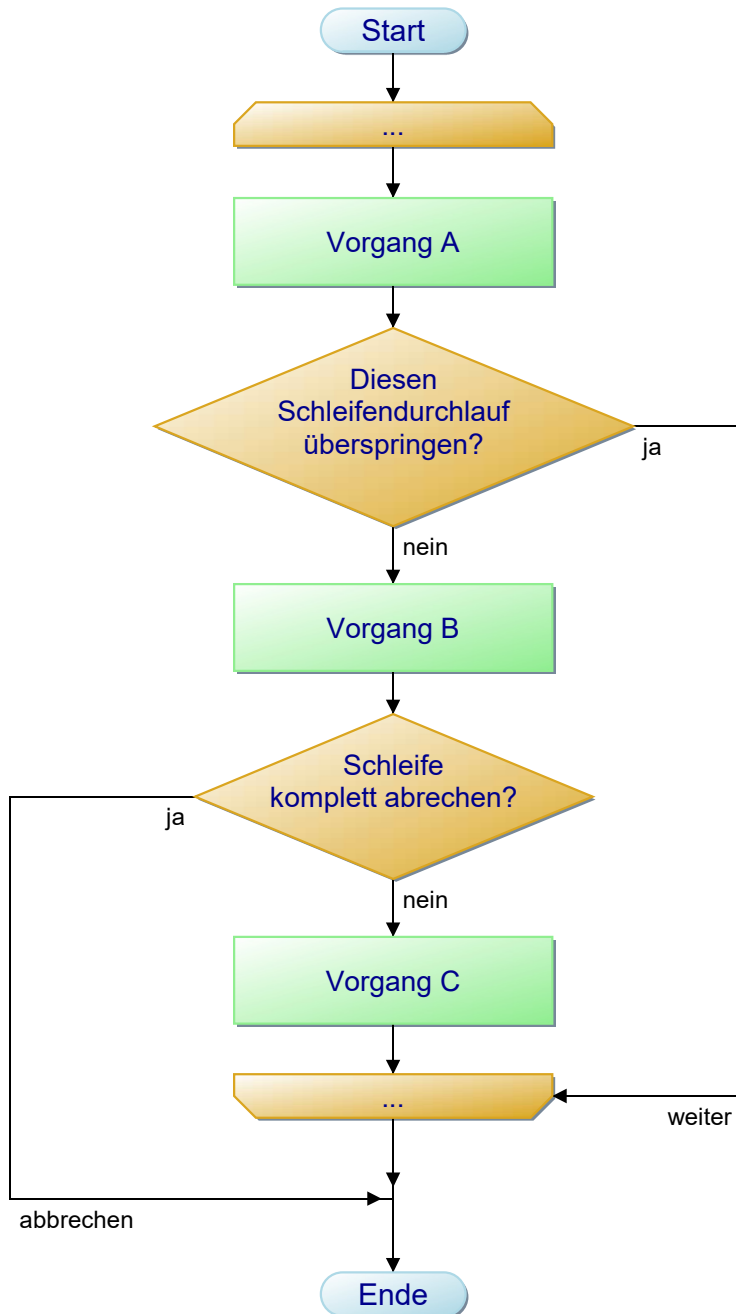 Start
...
Vorgang A
Diesen
Schleifendurchlauf
überspringen?
ja
nein
Vorgang B
Schleife
komplett abrechen?
ja
nein
Vorgang C
...
weiter
abbrechen
Ende